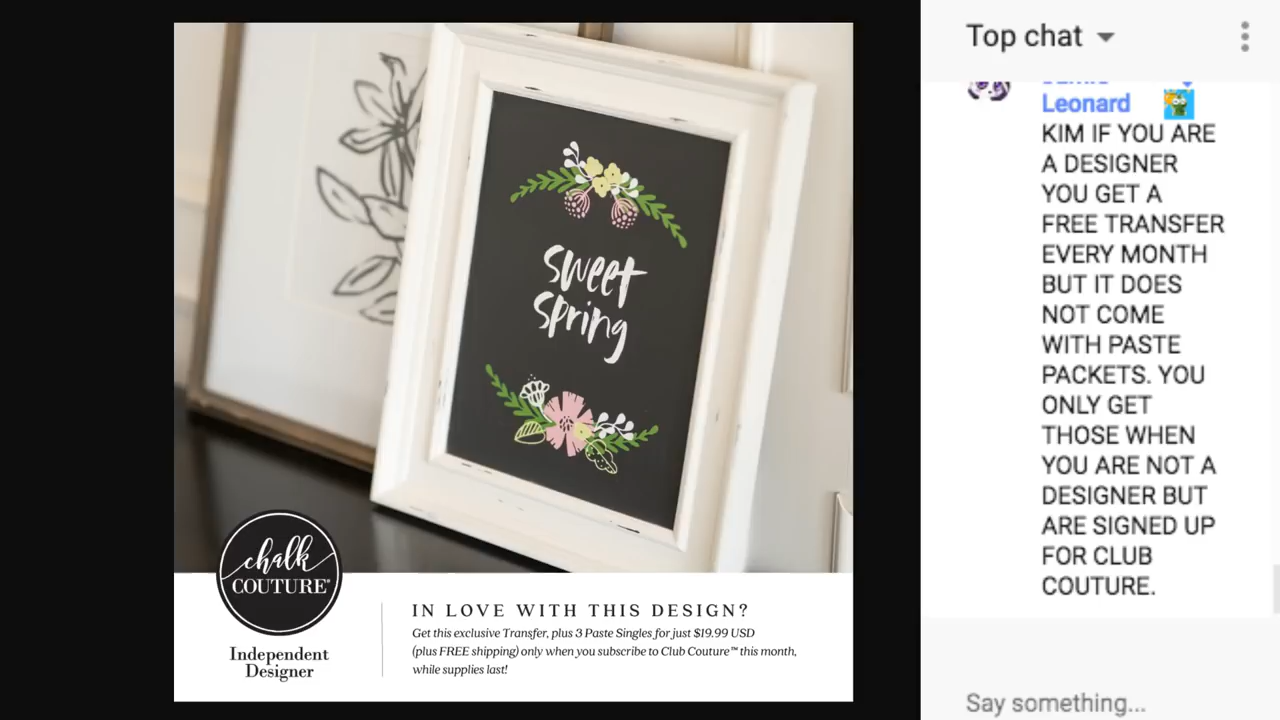 sweet
spring
chalk
COUTURE
Independent
Designer
IN LOVE WITH THIS DESIGN?
Get this exclusive Transfer, plus 3 Paste Singles for just $19.99 USD
(plus FREE shipping) only when you subscribe to Club Couture™ this month,
while supplies last!
Top chat
Leonard
KIM IF YOU ARE
A DESIGNER
YOU GET A
FREE TRANSFER
EVERY MONTH
BUT IT DOES
NOT COME
WITH PASTE
PACKETS. YOU
ONLY GET
THOSE WHEN
YOU ARE NOT A
DESIGNER BUT
ARE SIGNED UP
FOR CLUB
COUTURE.
Say something...